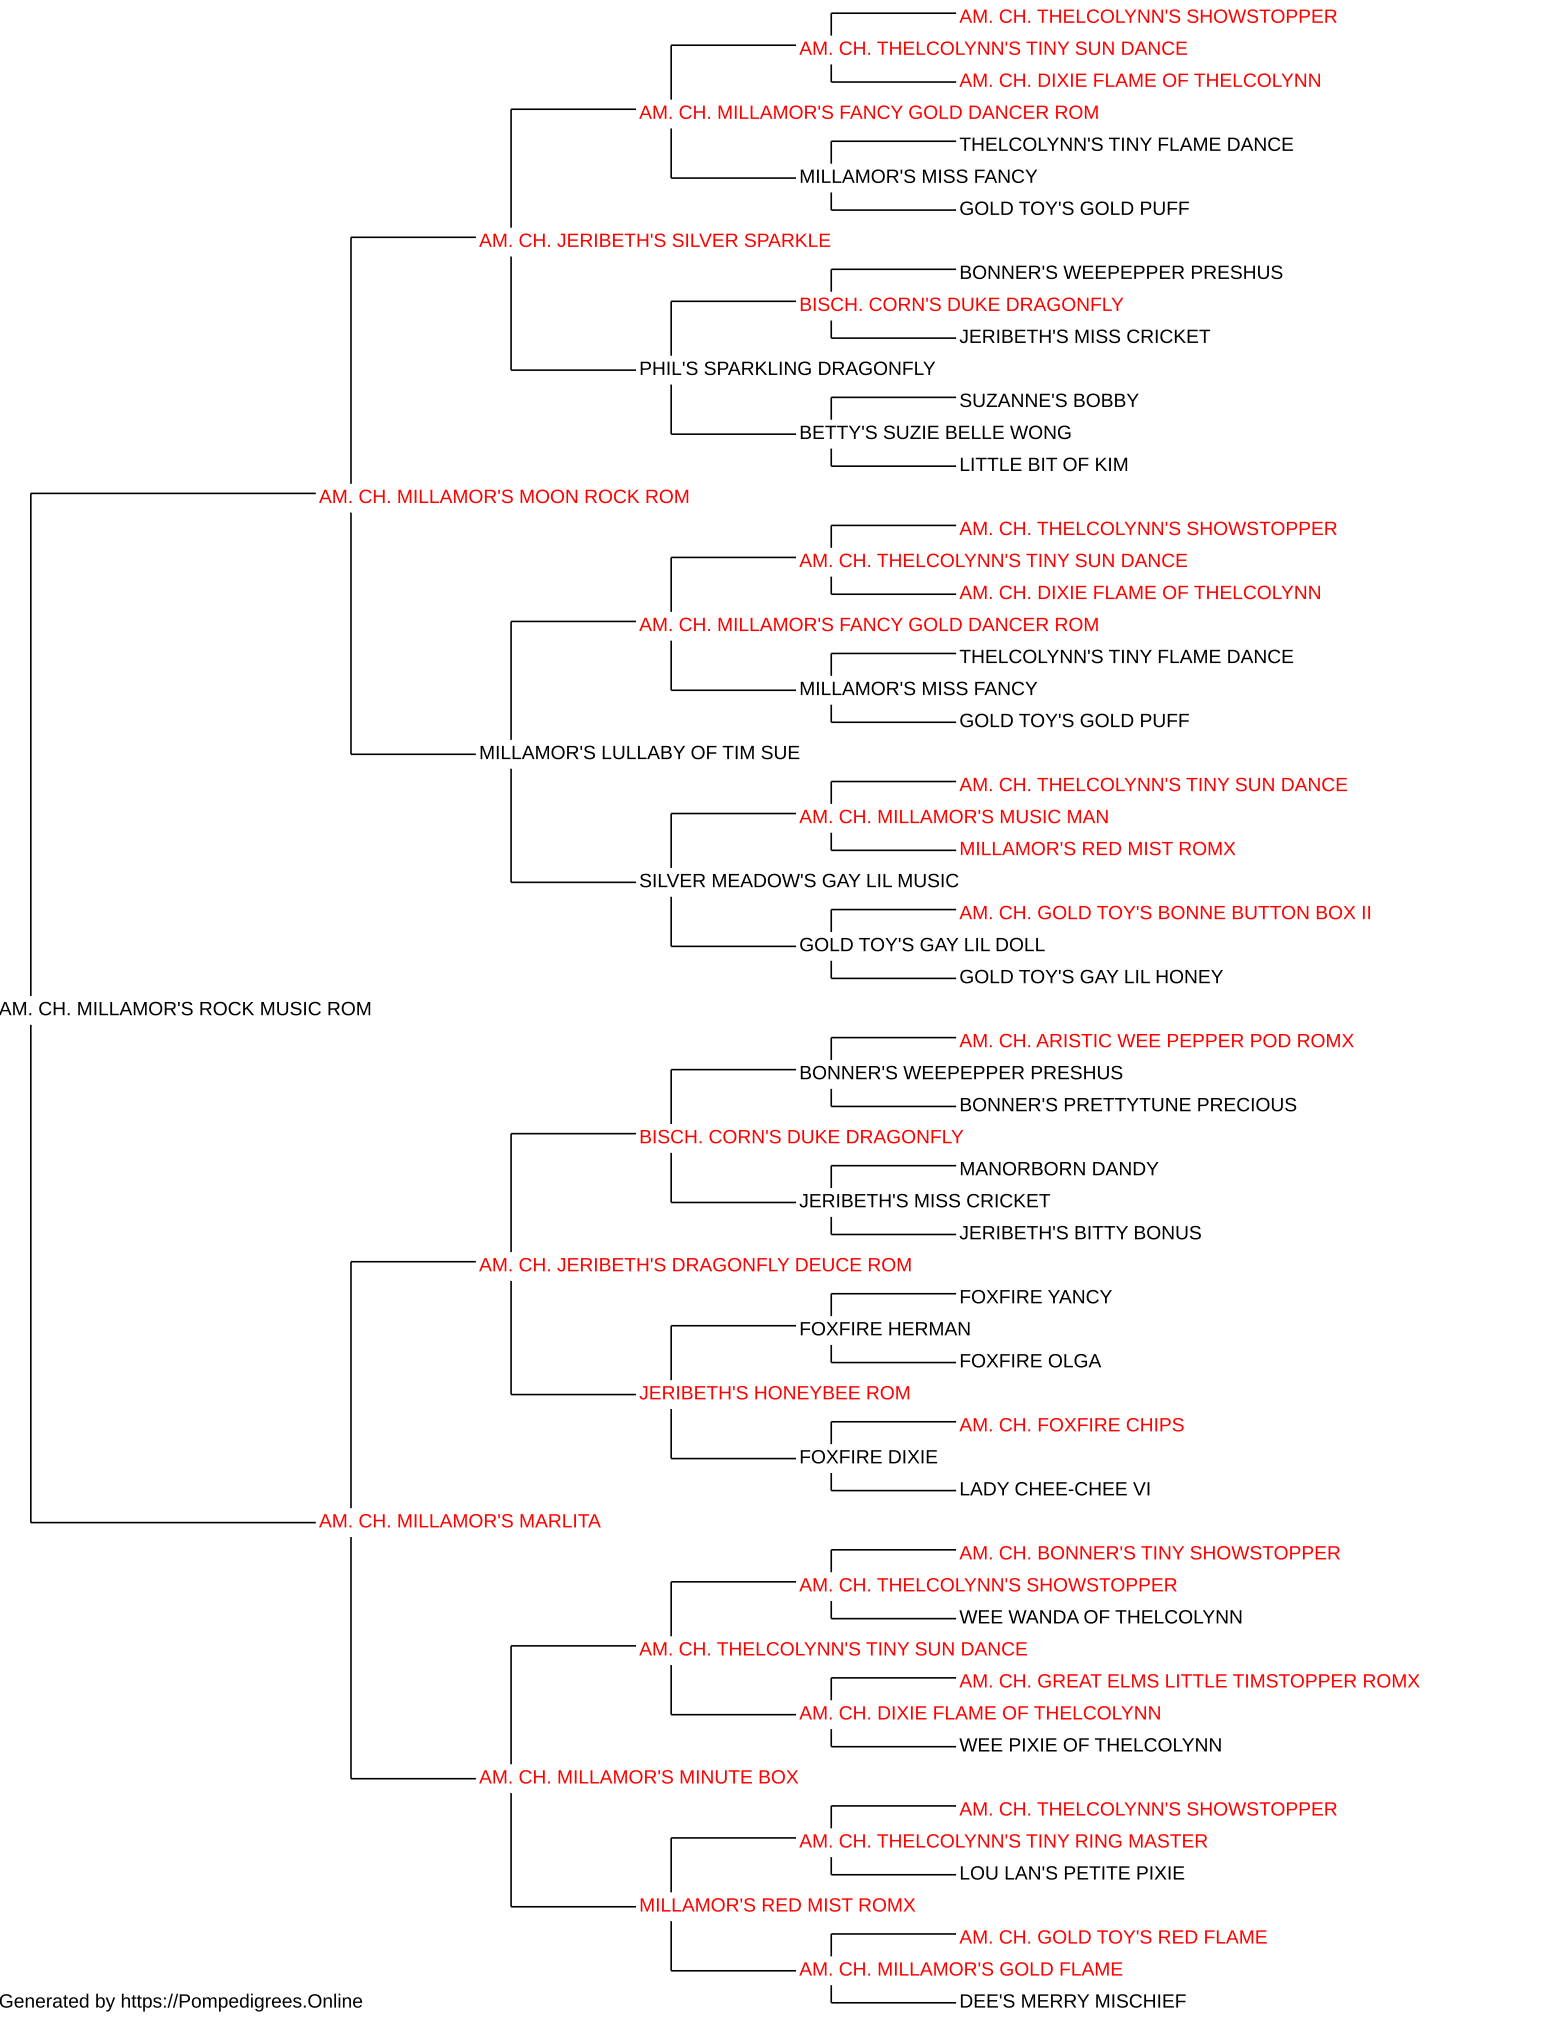 AM. CH. THELCOLYNN'S SHOWSTOPPER
AM. CH. THELCOLYNN'S TINY SUN DANCE
AM. CH. DIXIE FLAME OF THELCOLYNN
AM. CH. MILLAMOR'S FANCY GOLD DANCER ROM
THELCOLYNN'S TINY FLAME DANCE
MILLAMOR'S MISS FANCY
GOLD TOY'S GOLD PUFF
AM. CH. JERIBETH'S SILVER SPARKLE
BONNER'S WEEPEPPER PRESHUS
BISCH. CORN'S DUKE DRAGONFLY
JERIBETH'S MISS CRICKET
PHIL'S SPARKLING DRAGONFLY
SUZANNE'S BOBBY
BETTY'S SUZIE BELLE WONG
LITTLE BIT OF KIM
AM. CH. MILLAMOR'S MOON ROCK ROM
AM. CH. THELCOLYNN'S SHOWSTOPPER
AM. CH. THELCOLYNN'S TINY SUN DANCE
AM. CH. DIXIE FLAME OF THELCOLYNN
AM. CH. MILLAMOR'S FANCY GOLD DANCER ROM
THELCOLYNN'S TINY FLAME DANCE
MILLAMOR'S MISS FANCY
GOLD TOY'S GOLD PUFF
MILLAMOR'S LULLABY OF TIM SUE
AM. CH. THELCOLYNN'S TINY SUN DANCE
AM. CH. MILLAMOR'S MUSIC MAN
MILLAMOR'S RED MIST ROMX
SILVER MEADOW'S GAY LIL MUSIC
AM. CH. GOLD TOY'S BONNE BUTTON BOX II
GOLD TOY'S GAY LIL DOLL
GOLD TOY'S GAY LIL HONEY
AM. CH. MILLAMOR'S ROCK MUSIC ROM
AM. CH. ARISTIC WEE PEPPER POD ROMX
BONNER'S WEEPEPPER PRESHUS
BONNER'S PRETTYTUNE PRECIOUS
BISCH. CORN'S DUKE DRAGONFLY
MANORBORN DANDY
JERIBETH'S MISS CRICKET
JERIBETH'S BITTY BONUS
AM. CH. JERIBETH'S DRAGONFLY DEUCE ROM
FOXFIRE YANCY
FOXFIRE HERMAN
FOXFIRE OLGA
JERIBETH'S HONEYBEE ROM
AM. CH. FOXFIRE CHIPS
FOXFIRE DIXIE
LADY CHEE-CHEE VI
AM. CH. MILLAMOR'S MARLITA
AM. CH. BONNER'S TINY SHOWSTOPPER
AM. CH. THELCOLYNN'S SHOWSTOPPER
WEE WANDA OF THELCOLYNN
AM. CH. THELCOLYNN'S TINY SUN DANCE
AM. CH. GREAT ELMS LITTLE TIMSTOPPER ROMX
AM. CH. DIXIE FLAME OF THELCOLYNN
WEE PIXIE OF THELCOLYNN
AM. CH. MILLAMOR'S MINUTE BOX
AM. CH. THELCOLYNN'S SHOWSTOPPER
AM. CH. THELCOLYNN'S TINY RING MASTER
LOU LAN'S PETITE PIXIE
MILLAMOR'S RED MIST ROMX
AM. CH. GOLD TOY'S RED FLAME
AM. CH. MILLAMOR'S GOLD FLAME
DEE'S MERRY MISCHIEF
Generated by https://Pompedigrees.Online